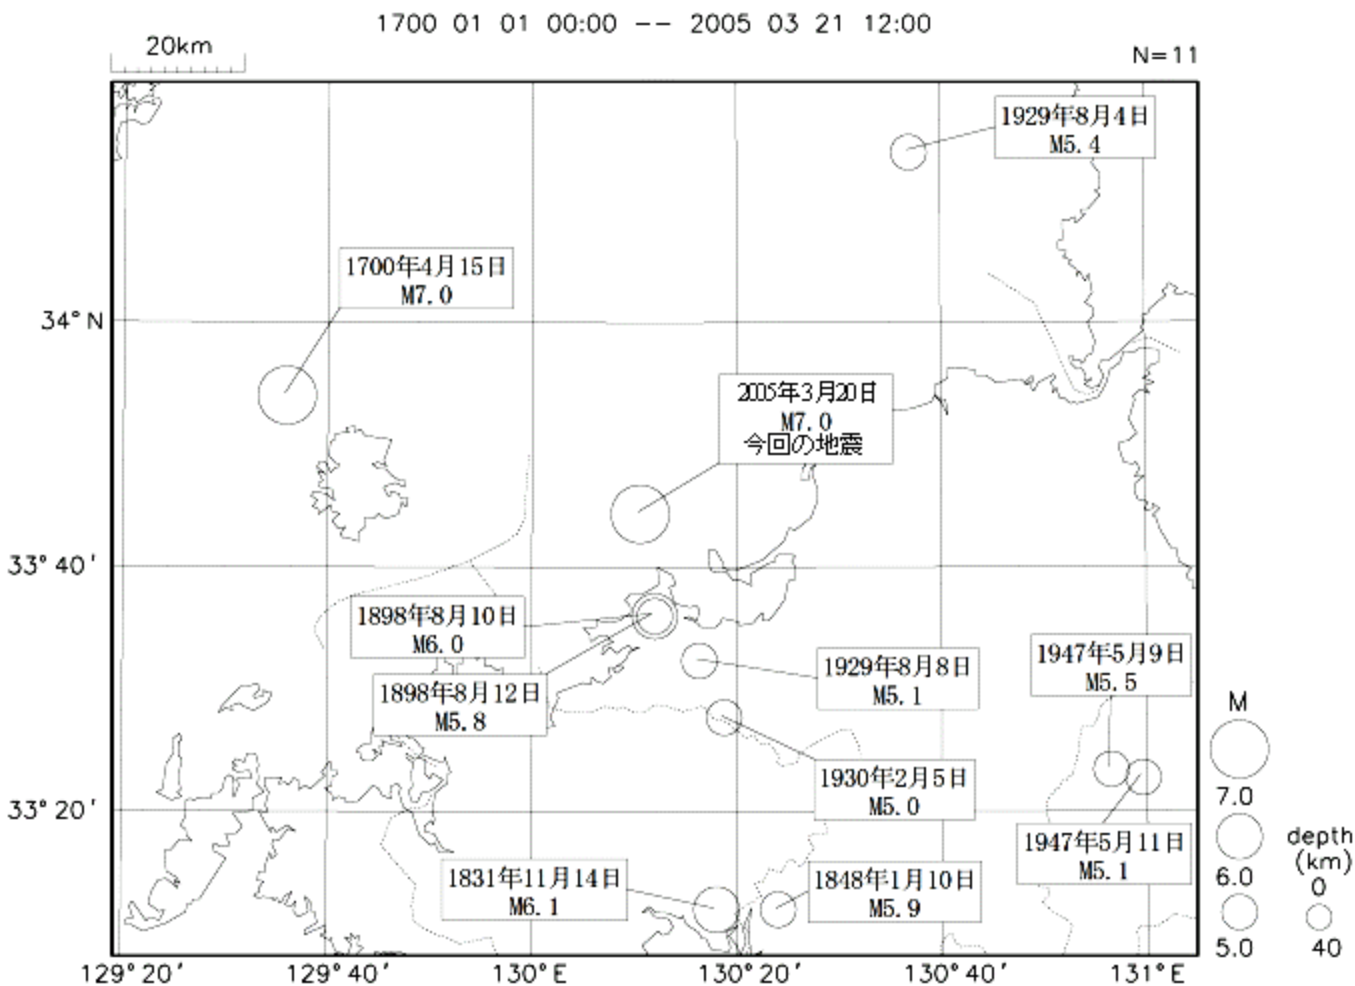 1700 01 01 00:00 -- 2005 03 21 12:00
20km
N=11
1929年8月4日
M5.4
1700年4月15日
M7.0
34°N
2005年3月20日
M7.0
今回の地震
33°40'
1898年8月10日
M6.0
1898年8月12日
M5.8
1929年8月8日
M5.1
1947年5月9日
M5.5
1930年2月5日
M5.0
33°20'
1947年5月11日
M5.1
1831年11月14日
M6.1
1848年1月10日
M5.9
M
7.0
6.0
5.0
depth
(km)
0
40
129°20'
129°40'
130°E
130°20'
130°40'
131°E